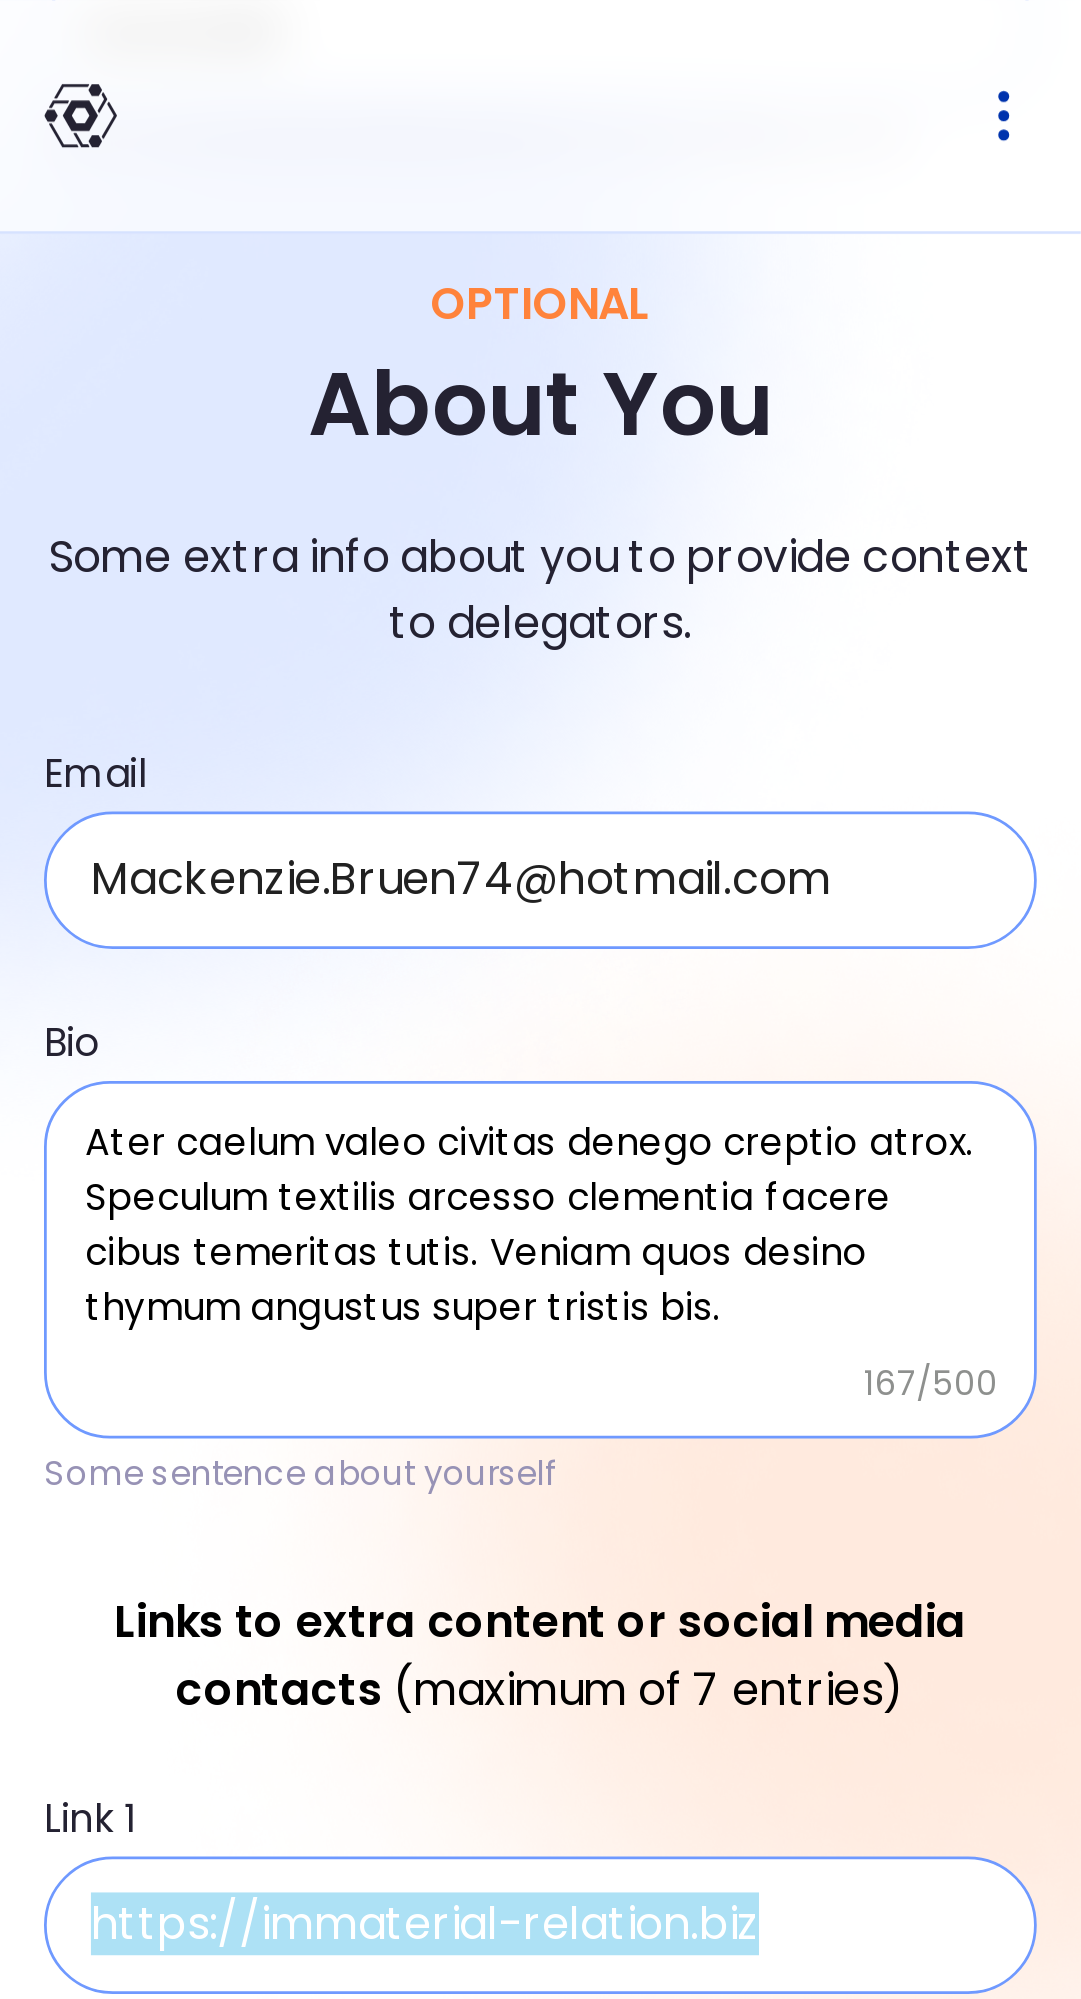 OPTIONAL
About You
Some extra info about you to provide context
to delegators.
Email
Mackenzie.Bruen74@hotmail.com
Bio
Ater caelum valeo civitas denego creptio atrox.
Speculum textilis arcesso clementia facere
cibus temeritas tutis. Veniam quos desino
thymum angustus super tristis bis.
167/500
Some sentence about yourself
Links to extra content or social media
contacts (maximum of 7 entries)
Link 1
https://immaterial-relation.biz